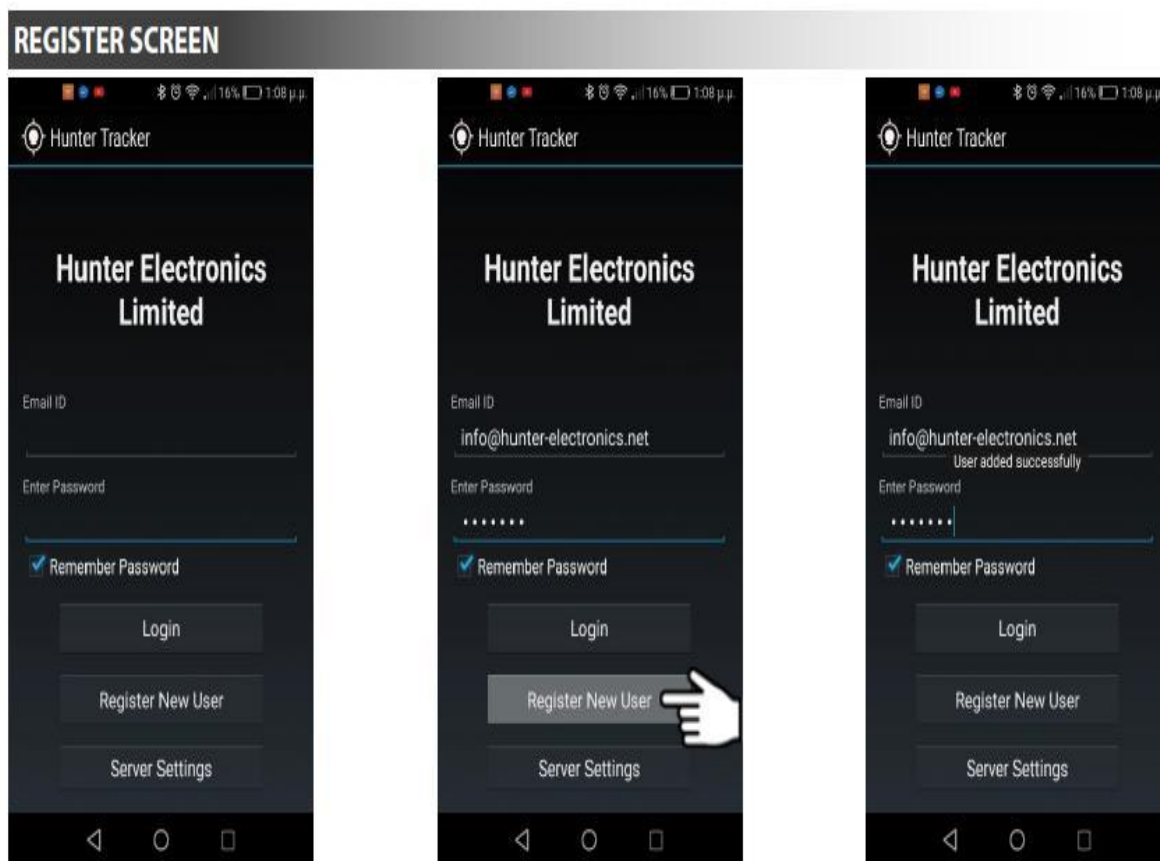 REGISTER SCREEN
16% 1:08 μ.μ.
Hunter Tracker
Hunter Electronics
Limited
Email ID
Enter Password
Remember Password
Login
Register New User
Server Settings
16% 1:08 μ.μ.
Hunter Tracker
Hunter Electronics
Limited
Email ID
info@hunter-electronics.net
Enter Password
•••••••
Remember Password
Login
Register New User
Server Settings
16% 1:08 μ.μ
Hunter Tracker
Hunter Electronics
Limited
Email ID
info@hunter-electronics.net
User added successfully
Enter Password
•••••••
Remember Password
Login
Register New User
Server Settings